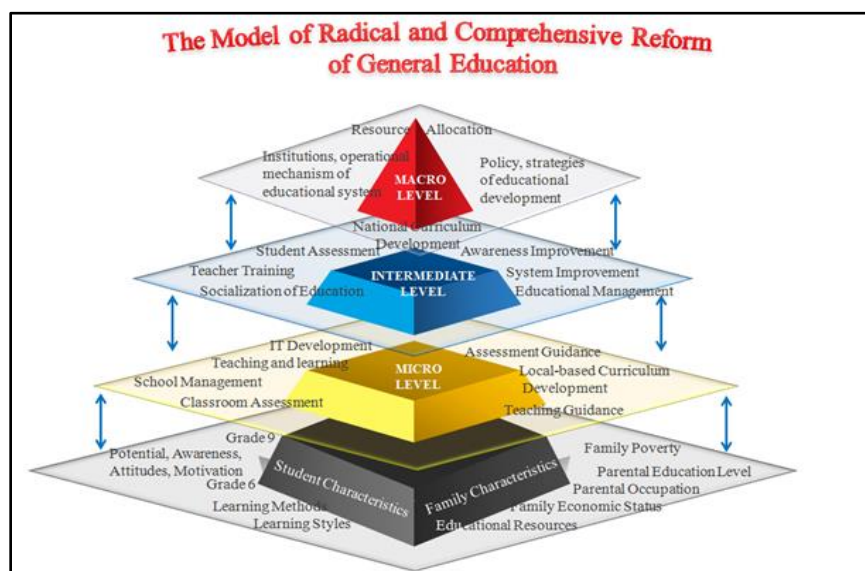 The Model of Radical and Comprehensive Reform
of General Education
Resource Allocation
Institutions, operational
mechanism of
educational system
Policy, strategies
of educational
development
MACRO
LEVEL
National Curriculum
Development
Student Assessment
Awareness Improvement
Teacher Training
System Improvement
Socialization of Education
Educational Management
INTERMEDIATE
LEVEL
IT Development
Teaching and learning
School Management
Classroom Assessment
Assessment Guidance
Local-based Curriculum
Development
Teaching Guidance
MICRO
LEVEL
Grade 9
Potential, Awareness,
Attitudes, Motivation
Grade 6
Learning Methods
Learning Styles
Student Characteristics
Family Characteristics
Family Poverty
Parental Education Level
Parental Occupation
Family Economic Status
Educational Resources